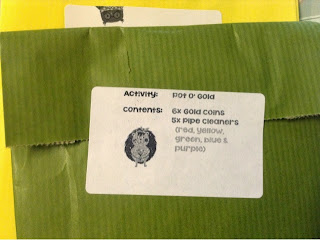 Activity: Pot O' Gold
Contents: 6x Gold Coins
5x Pipe Cleaners
(red, yellow,
green, blue &
purple)